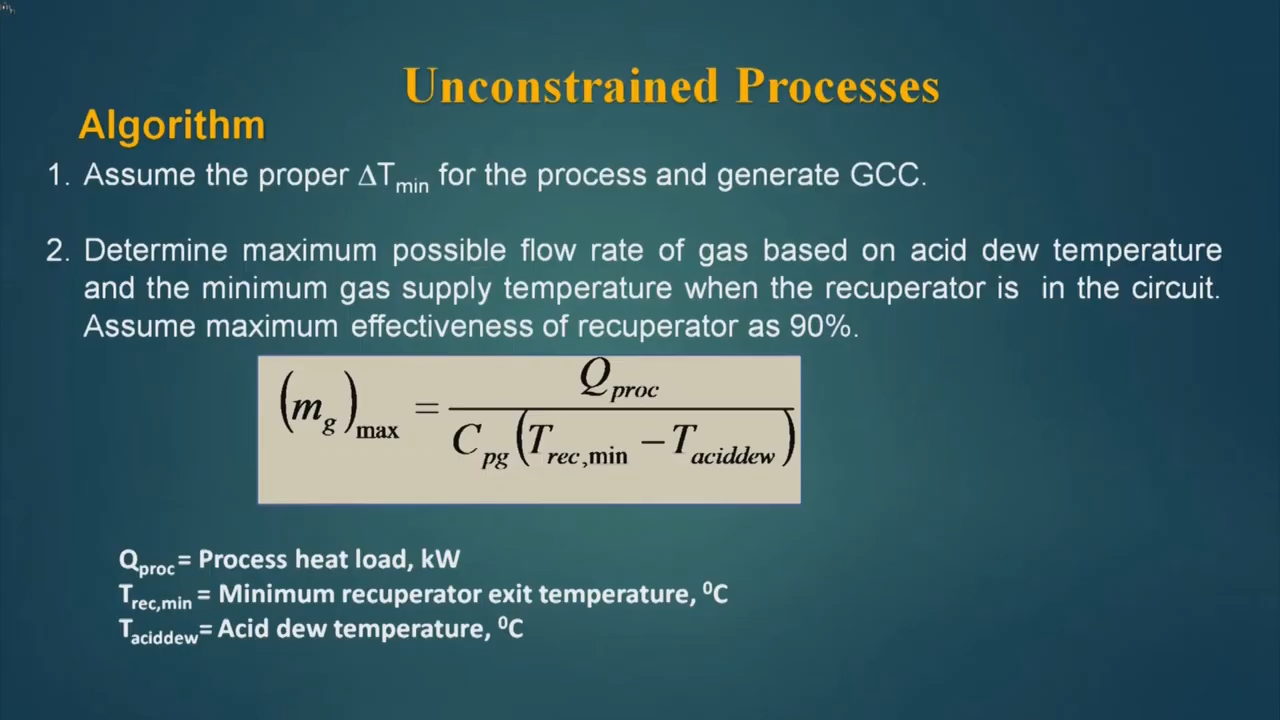 Unconstrained Processes
Algorithm
1. Assume the proper ΔTmin for the process and generate GCC.
2. Determine maximum possible flow rate of gas based on acid dew temperature
and the minimum gas supply temperature when the recuperator is in the circuit.
Assume maximum effectiveness of recuperator as 90%.
(mg)max = Qproc / Cpg (Trec,min − Taciddew)
Qproc = Process heat load, kW
Trec,min = Minimum recuperator exit temperature, ⁰C
Taciddew= Acid dew temperature, ⁰C